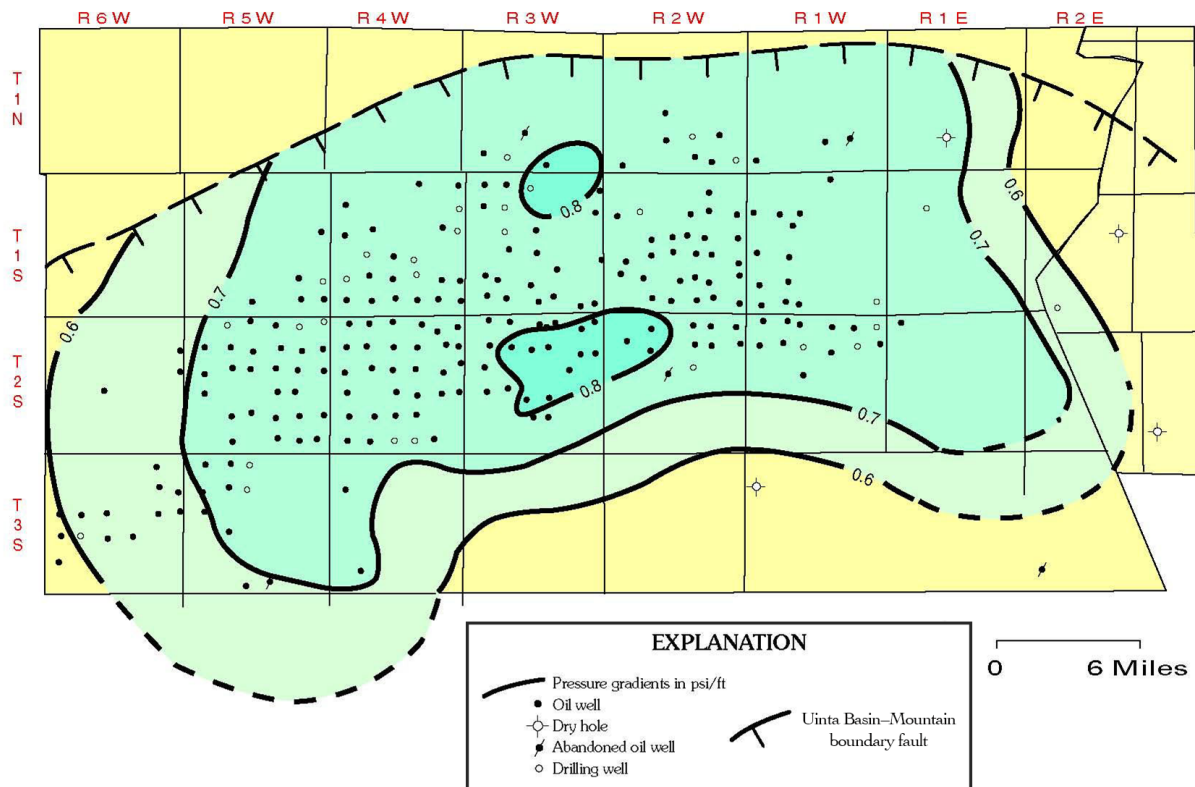 R 6 W R 5 W R 4 W R 3 W R 2 W R 1 W R 1 E R 2 E
T
1
N
T
1
S
T
2
S
T
3
S
0.8
0.6
0.7
0.7
0.6
0.8
0.7
0.6
EXPLANATION
Pressure gradients in psi/ft
Oil well
Dry hole
Abandoned oil well
Drilling well
Uinta Basin–Mountain
boundary fault
0 6 Miles